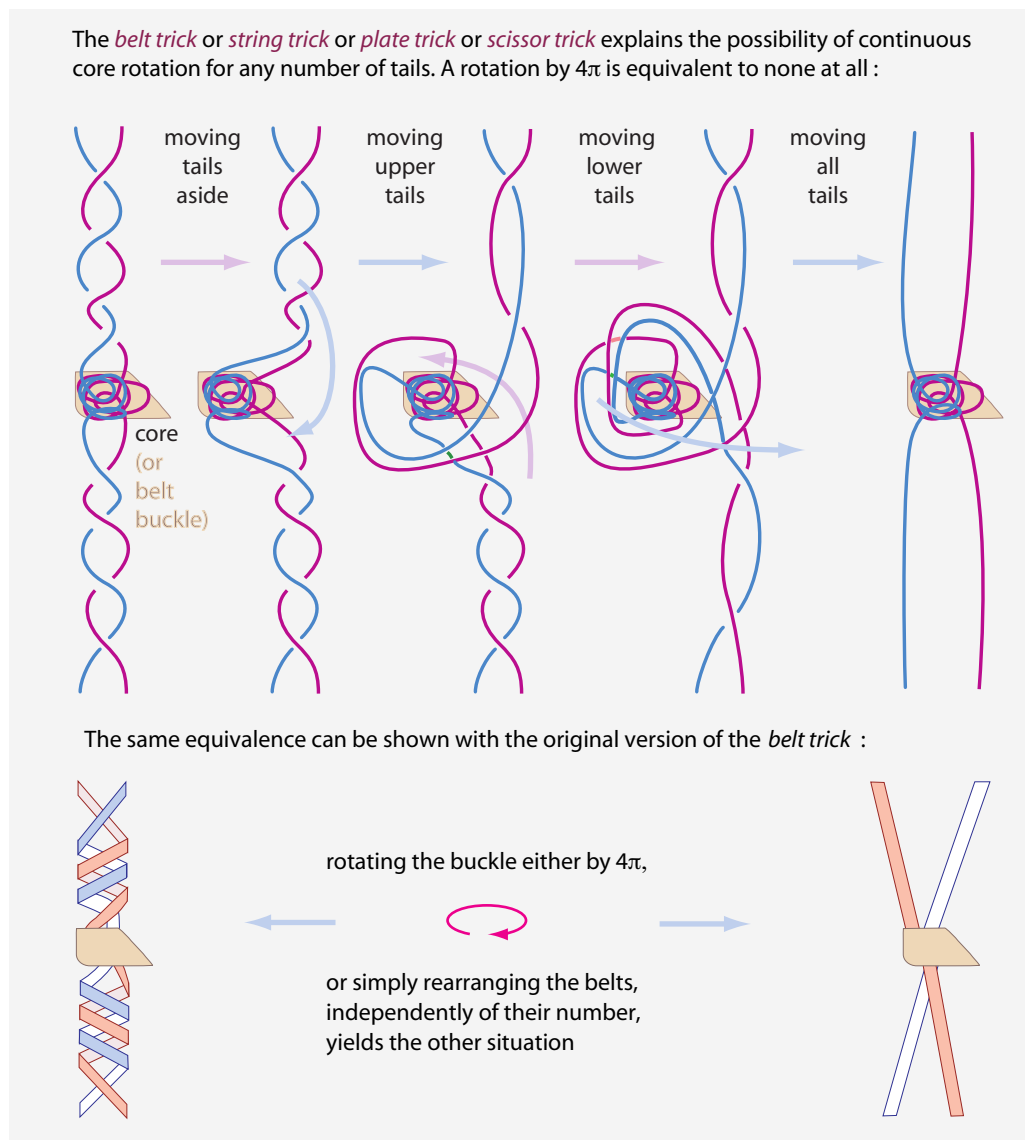 The belt trick or string trick or plate trick or scissor trick explains the possibility of continuous
core rotation for any number of tails. A rotation by 4π is equivalent to none at all :
moving
tails
aside
moving
upper
tails
moving
lower
tails
moving
all
tails
core
(or
belt
buckle)
The same equivalence can be shown with the original version of the belt trick :
rotating the buckle either by 4π,
or simply rearranging the belts,
independently of their number,
yields the other situation